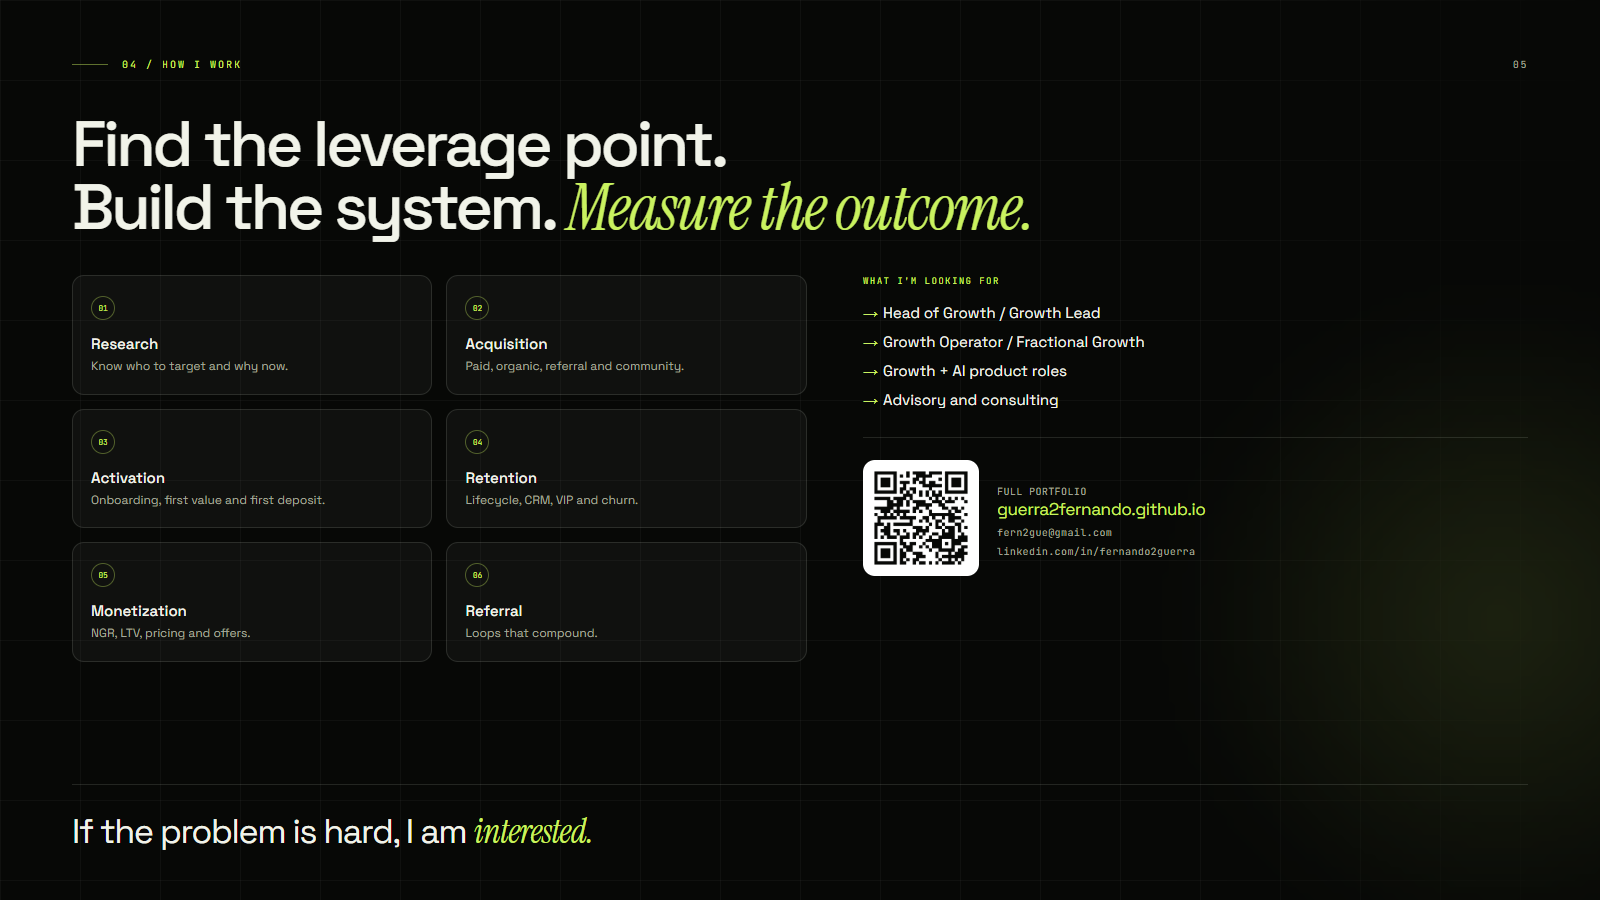 04 / HOW I WORK
05
Find the leverage point.
Build the system. Measure the outcome.
01
Research
Know who to target and why now.
02
Acquisition
Paid, organic, referral and community.
03
Activation
Onboarding, first value and first deposit.
04
Retention
Lifecycle, CRM, VIP and churn.
05
Monetization
NGR, LTV, pricing and offers.
06
Referral
Loops that compound.
WHAT I'M LOOKING FOR
→ Head of Growth / Growth Lead
→ Growth Operator / Fractional Growth
→ Growth + AI product roles
→ Advisory and consulting
FULL PORTFOLIO
guerra2fernando.github.io
fern2gue@gmail.com
linkedin.com/in/fernando2guerra
If the problem is hard, I am interested.